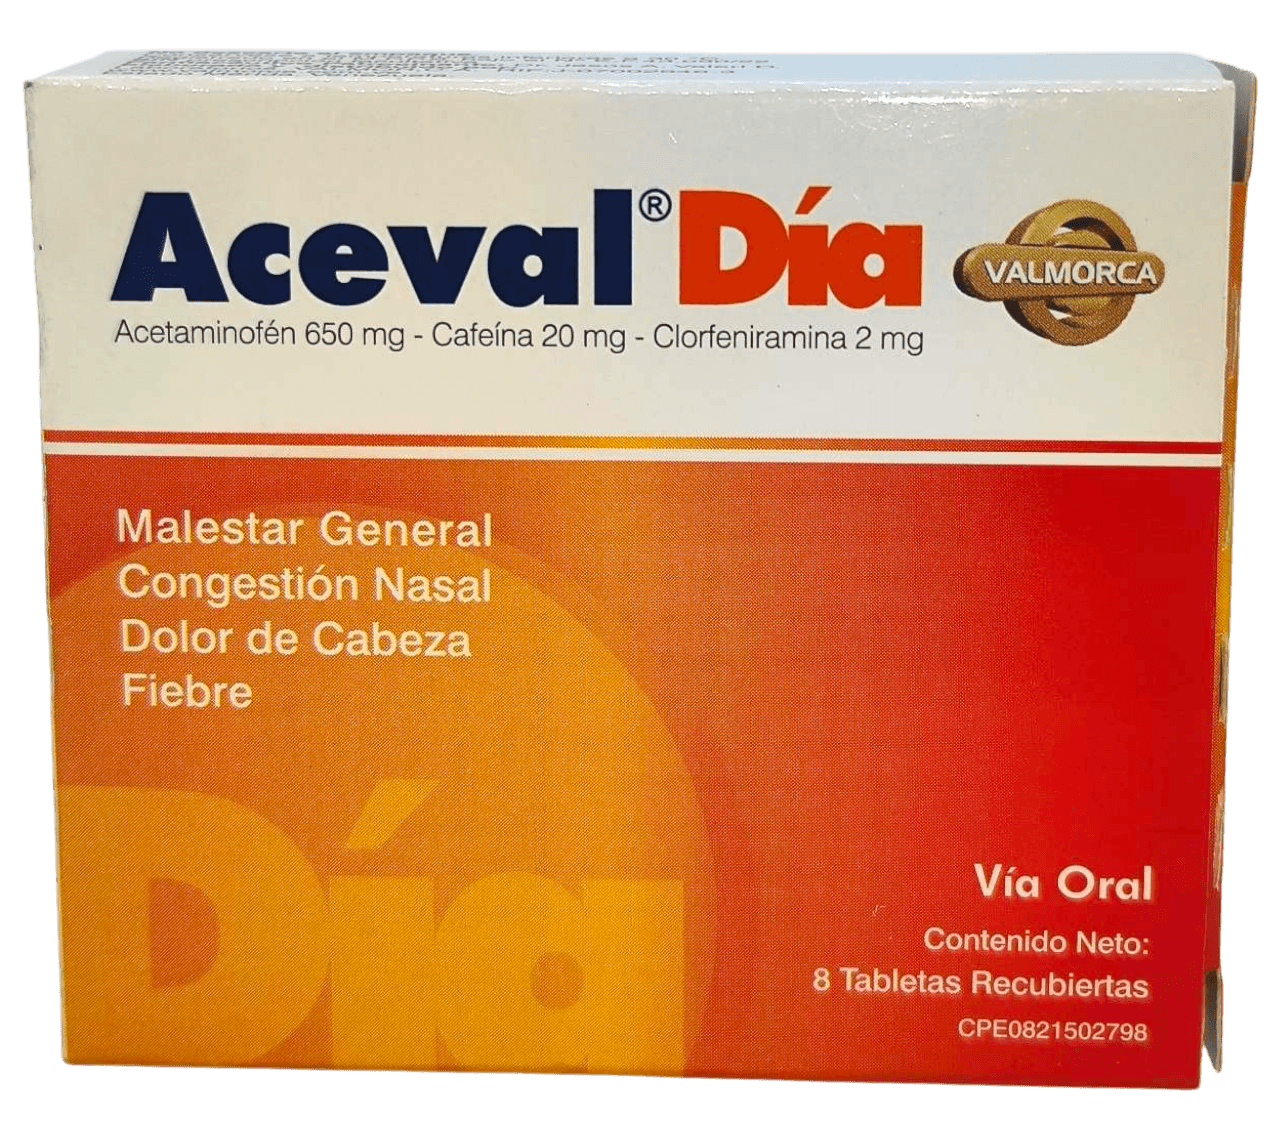 Aceval® Día
VALMORCA
Acetaminofén 650 mg - Cafeína 20 mg - Clorfeniramina 2 mg
Malestar General
Congestión Nasal
Dolor de Cabeza
Fiebre
Día
Vía Oral
Contenido Neto:
8 Tabletas Recubiertas
CPE0821502798